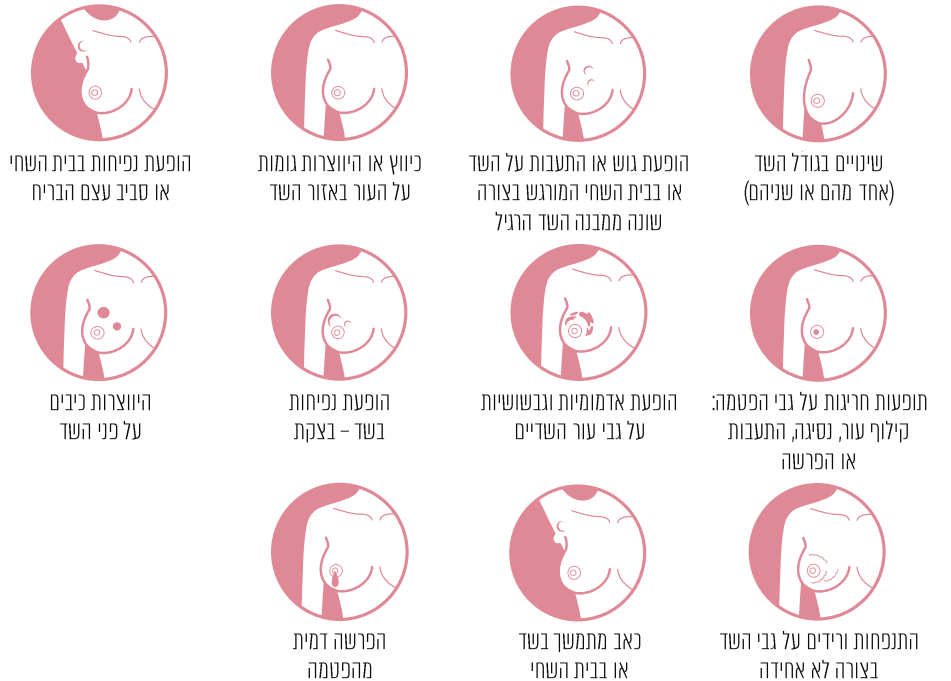 שינויים בגודל השד
(אחד מהם או שניהם)
הופעת גוש או התעבות על השד
או בבית השחי המורגש בצורה
שונה ממבנה השד הרגיל
כיווץ או היווצרות גומות
על העור באזור השד
הופעת נפיחות בבית השחי
או סביב עצם הבריח
תופעות חריגות על גבי הפטמה:
קילוף עור, נסיגה, התעבות
או הפרשה
הופעת אדמומיות וגבשושיות
על גבי עור השדיים
הופעת נפיחות
בשד – בצקת
היווצרות כיבים
על פני השד
התנפחות ורידים על גבי השד
בצורה לא אחידה
כאב מתמשך בשד
או בבית השחי
הפרשה דמית
מהפטמה